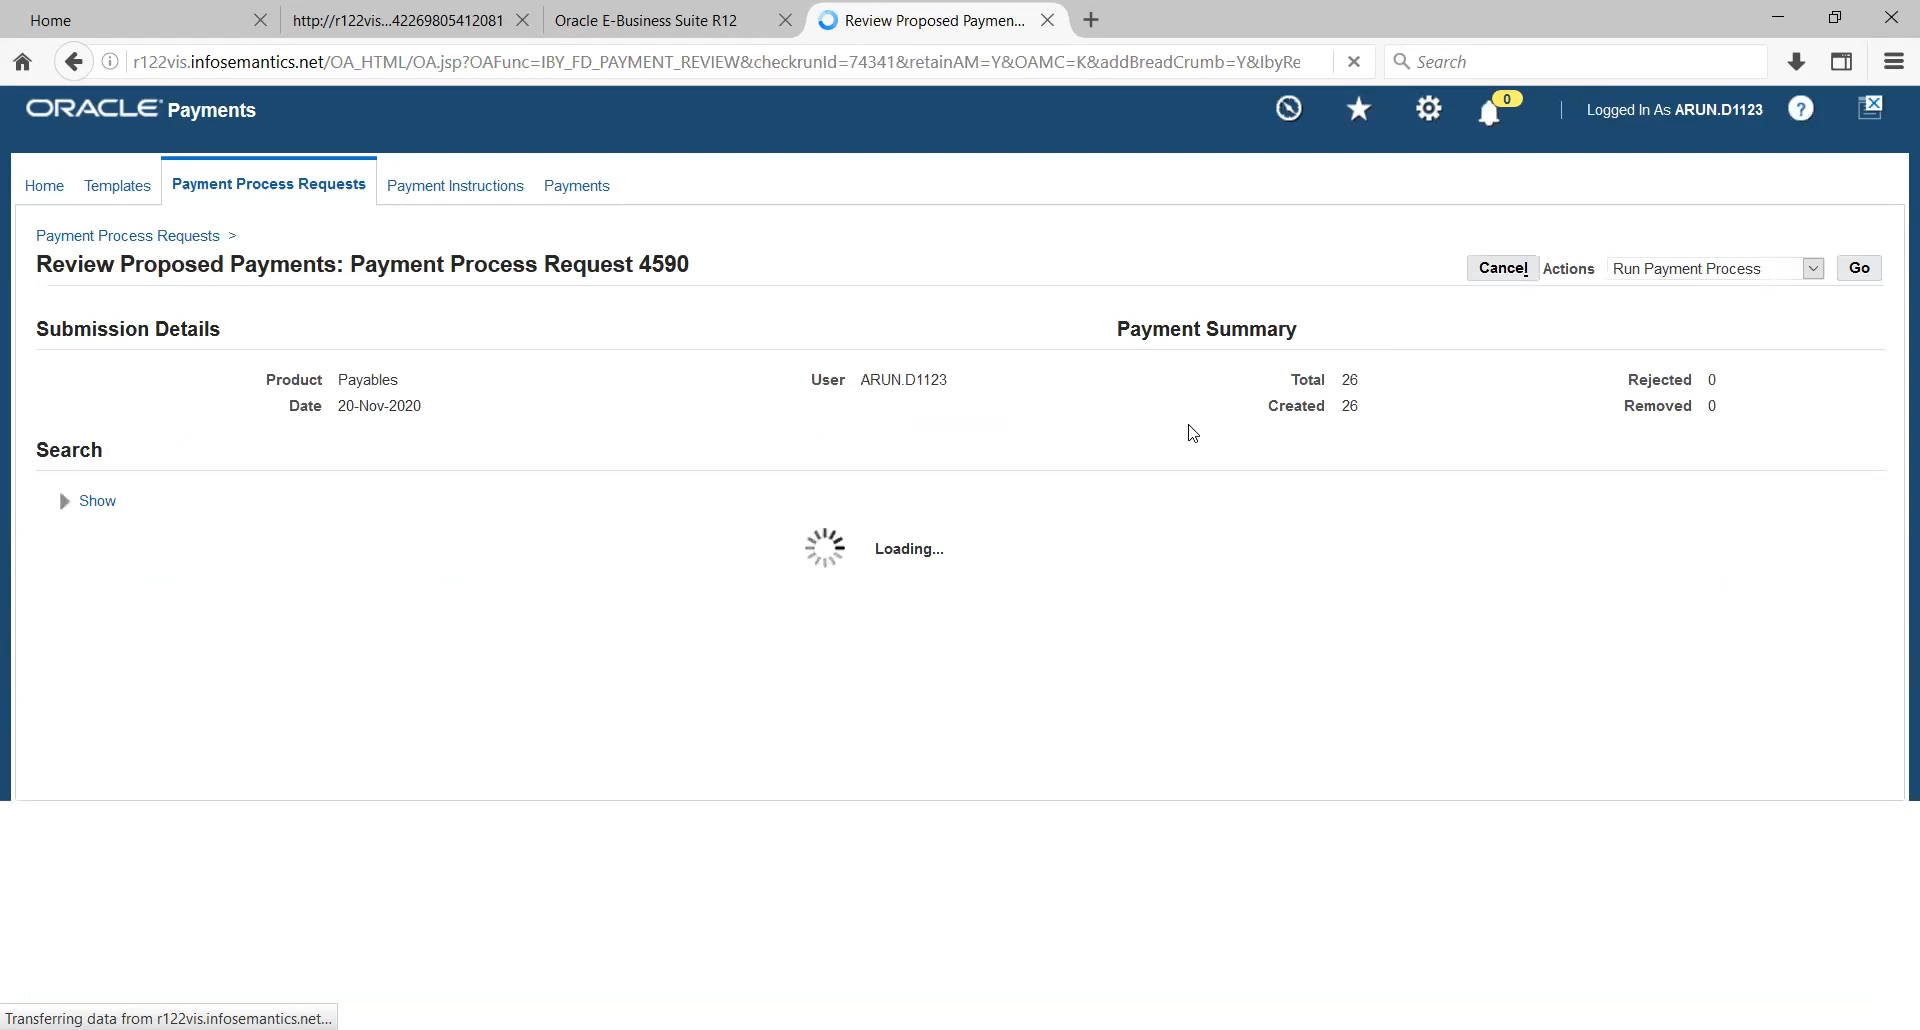 Home
http://r122vis...42269805412081
Oracle E-Business Suite R12
Review Proposed Paymen...
r122vis.infosemantics.net/OA_HTML/OA.jsp?OAFunc=IBY_FD_PAYMENT_REVIEW&checkrunId=74341&retainAM=Y&OAMC=K&addBreadCrumb=Y&IbyRe
Search
ORACLE Payments
0
Logged In As ARUN.D1123
?
Home
Templates
Payment Process Requests
Payment Instructions
Payments
Payment Process Requests >
Review Proposed Payments: Payment Process Request 4590
Cancel
Actions
Run Payment Process
Go
Submission Details
Payment Summary
Product Payables
User ARUN.D1123
Total 26
Rejected 0
Date 20-Nov-2020
Created 26
Removed 0
Search
Show
Loading...
Transferring data from r122vis.infosemantics.net...